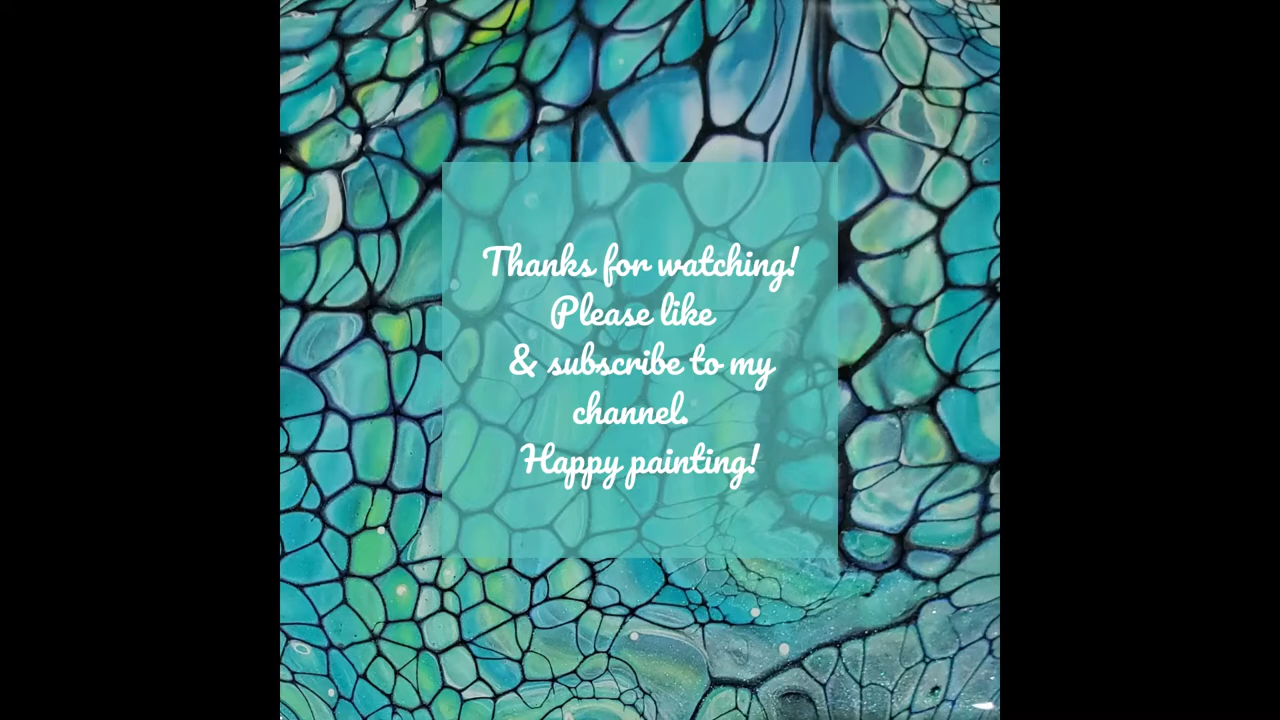 Thanks for watching!
Please like
& subscribe to my
channel.
Happy painting!